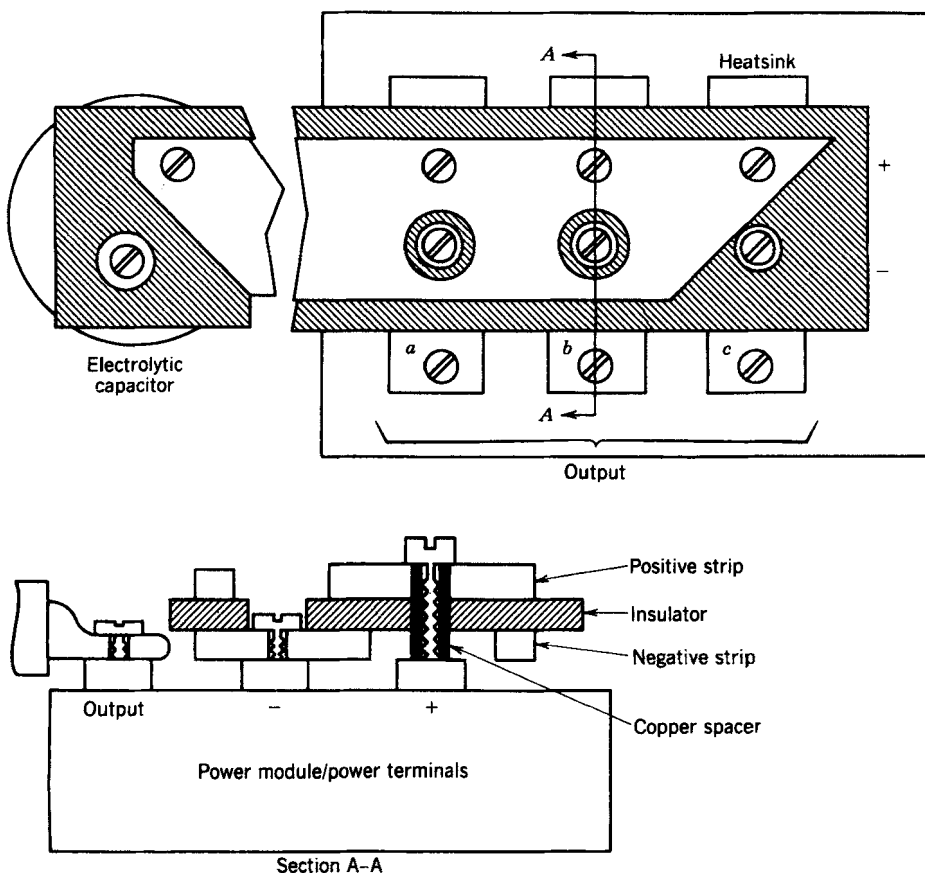 A
Heatsink
+
−
Electrolytic
capacitor
a
b
c
A
Output
Positive strip
Insulator
Negative strip
Output
−
+
Copper spacer
Power module/power terminals
Section A–A